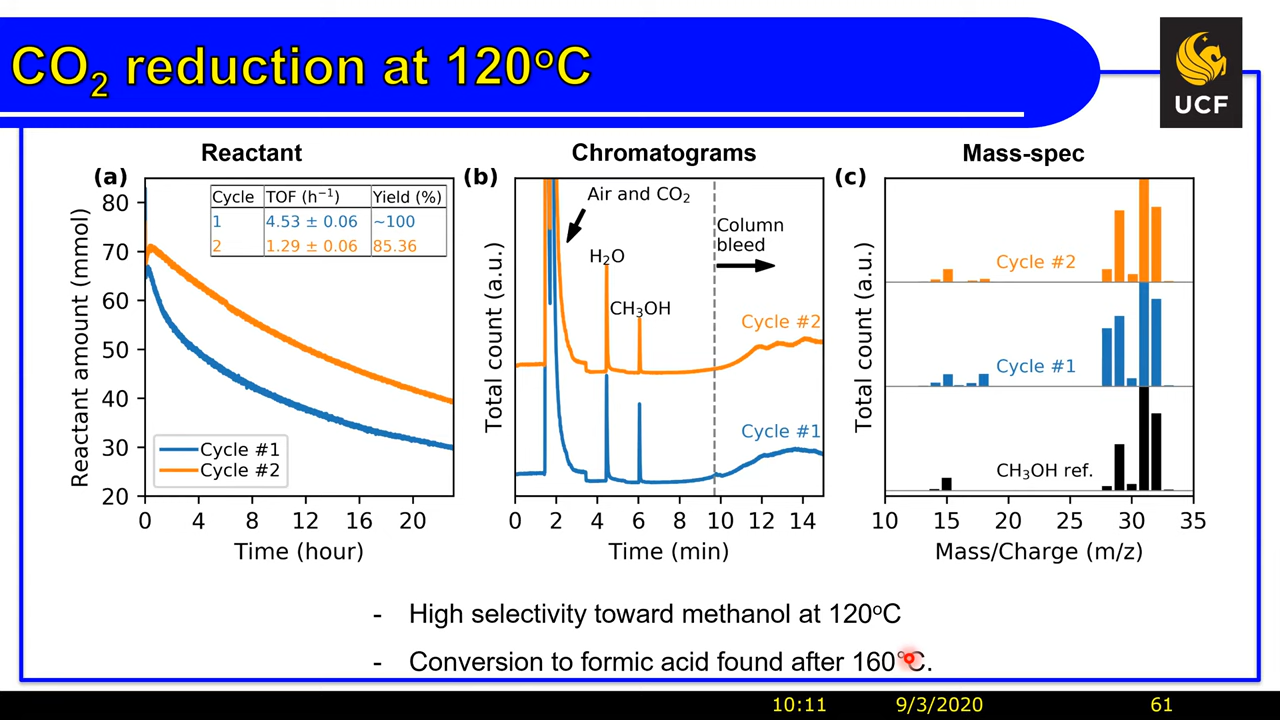 CO₂ reduction at 120°C
UCF
Reactant
Chromatograms
Mass-spec
(a)
Cycle TOF (h⁻¹) Yield (%)
1 4.53 ± 0.06 ~100
2 1.29 ± 0.06 85.36
Reactant amount (mmol)
80
70
60
50
40
30
20
Cycle #1
Cycle #2
0 4 8 12 16 20
Time (hour)
(b)
Total count (a.u.)
Air and CO₂
H₂O
CH₃OH
Column
bleed
Cycle #2
Cycle #1
0 2 4 6 8 10 12 14
Time (min)
(c)
Total count (a.u.)
Cycle #2
Cycle #1
CH₃OH ref.
10 15 20 25 30 35
Mass/Charge (m/z)
- High selectivity toward methanol at 120°C
- Conversion to formic acid found after 160°C.
10:11 9/3/2020 61